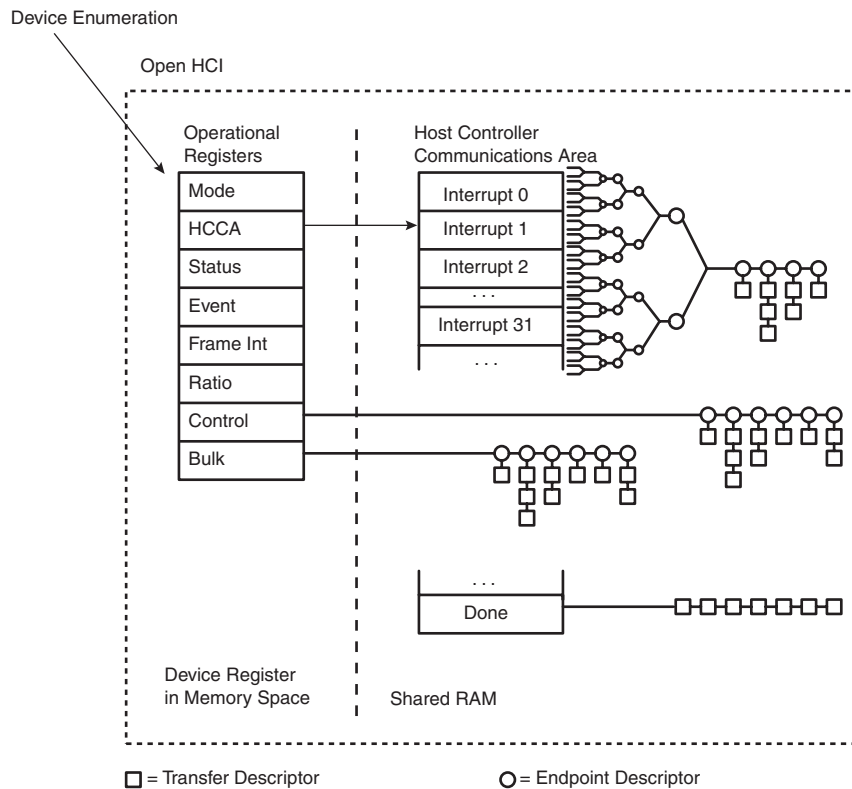 Device Enumeration
Open HCI
Operational
Registers
Mode
HCCA
Status
Event
Frame Int
Ratio
Control
Bulk
Host Controller
Communications Area
Interrupt 0
Interrupt 1
Interrupt 2
. . .
Interrupt 31
. . .
. . .
Done
Device Register
in Memory Space
Shared RAM
= Transfer Descriptor
= Endpoint Descriptor